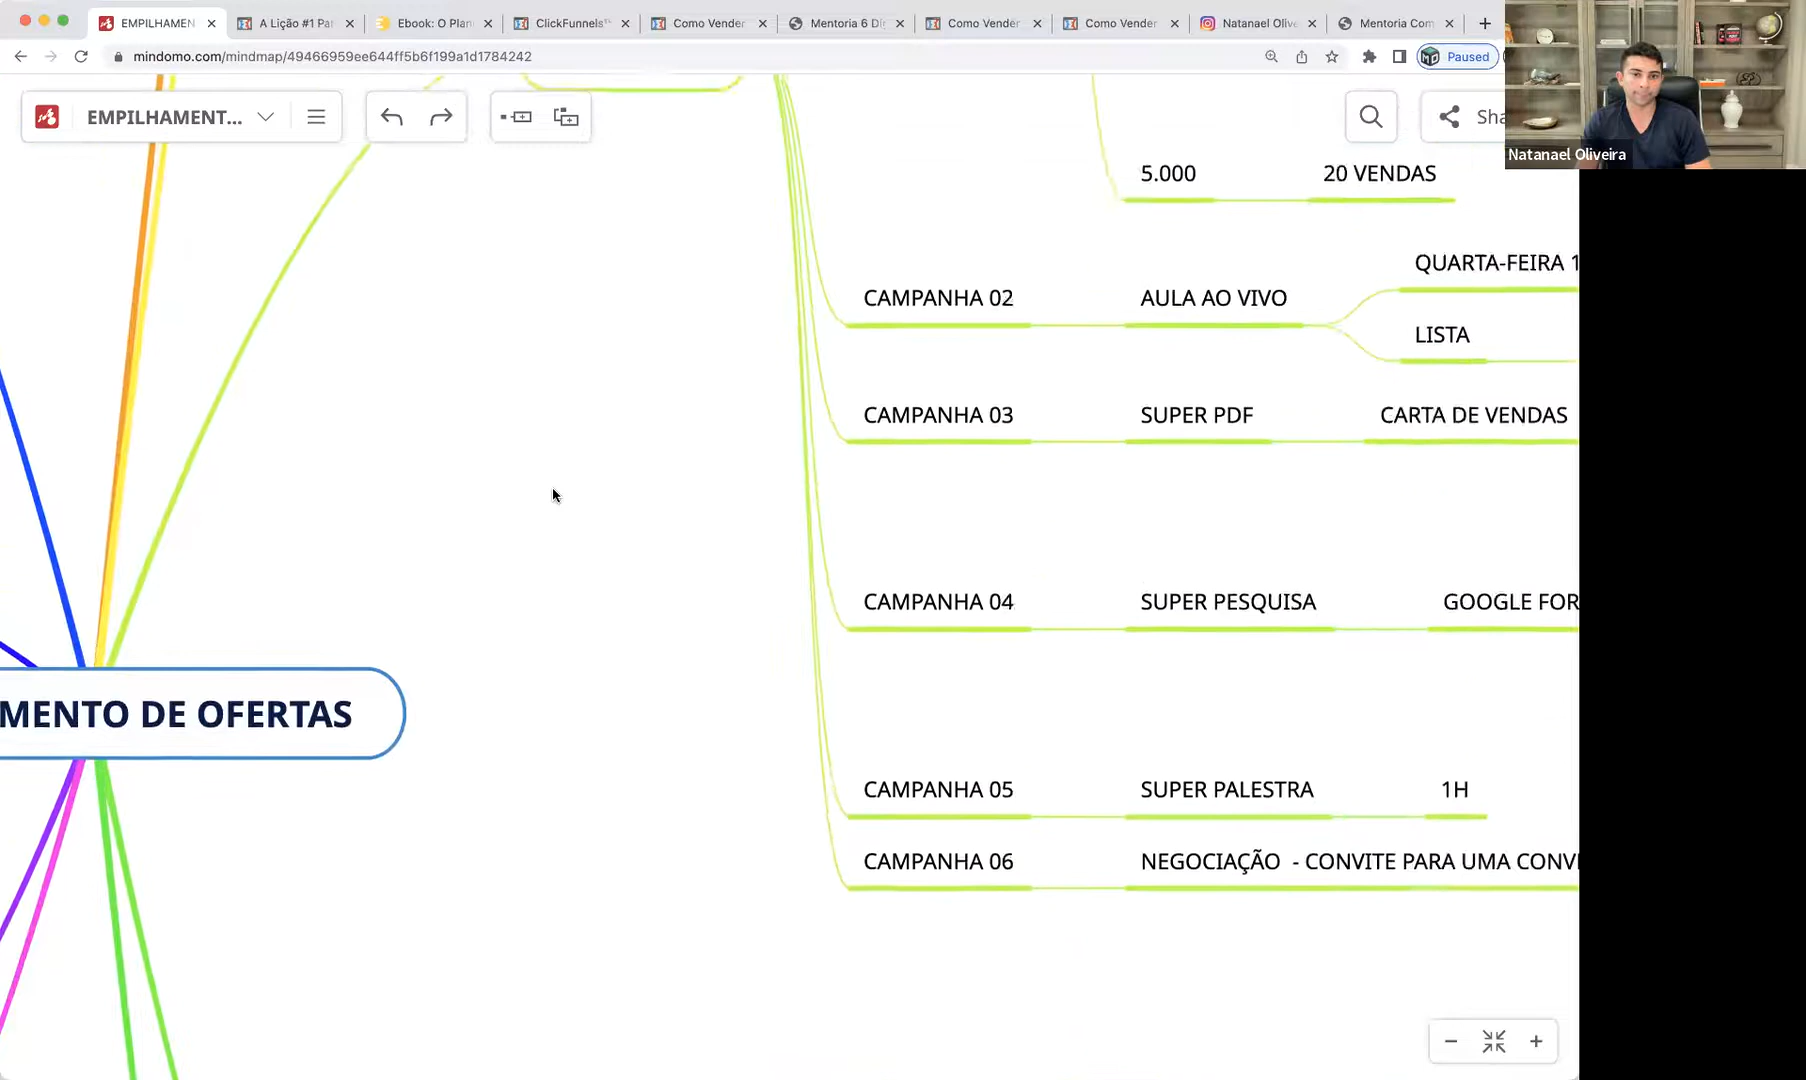 EMPILHAMEN
A Lição #1 Pa
Ebook: O Plan
ClickFunnels
Como Vender
Mentoria 6 Dí
Como Vender
Como Vender
Natanael Olive
Mentoria Com
mindomo.com/mindmap/49466959ee644ff5b6f199a1d1784242
Paused
EMPILHAMENT...
Sha
Natanael Oliveira
5.000 20 VENDAS
QUARTA-FEIRA 1
CAMPANHA 02 AULA AO VIVO
LISTA
CAMPANHA 03 SUPER PDF CARTA DE VENDAS
CAMPANHA 04 SUPER PESQUISA GOOGLE FOR
MENTO DE OFERTAS
CAMPANHA 05 SUPER PALESTRA 1H
CAMPANHA 06 NEGOCIAÇÃO - CONVITE PARA UMA CONV